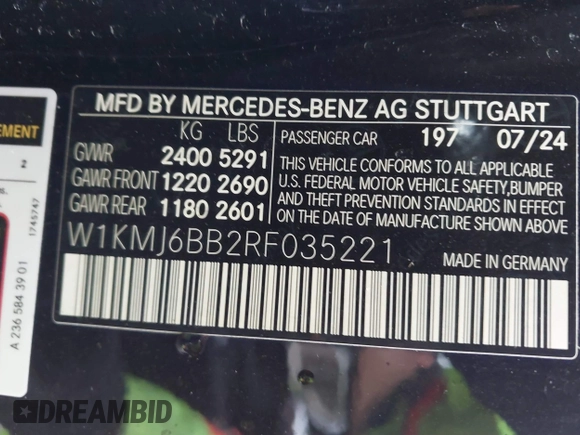 MFD BY MERCEDES-BENZ AG STUTTGART
KG LBS
GVWR 2400 5291
GAWR FRONT 1220 2690
GAWR REAR 1180 2601
PASSENGER CAR 197 07/24
THIS VEHICLE CONFORMS TO ALL APPLICABLE
U.S. FEDERAL MOTOR VEHICLE SAFETY,BUMPER
AND THEFT PREVENTION STANDARDS IN EFFECT
ON THE DATE OF MANUFACTURE SHOWN ABOVE
W1KMJ6BB2RF035221
MADE IN GERMANY
EMENT
2
1745747
A 236 584 39 01
DREAMBID